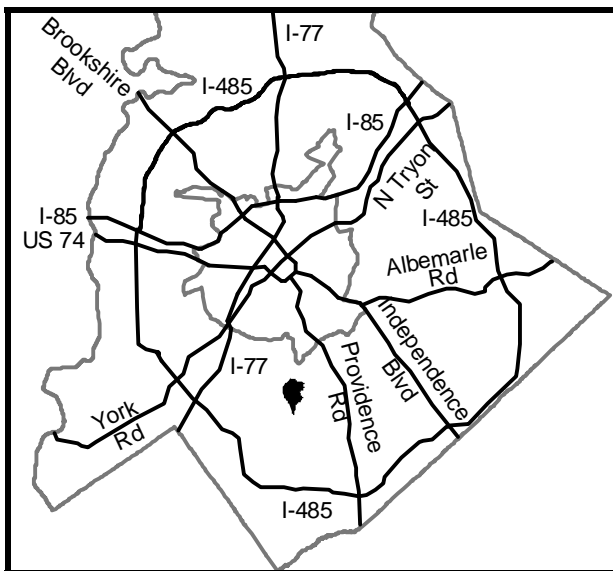 I-77
Brookshire
Blvd
I-485
I-85
N Tryon
St
I-85
US 74
I-485
Albemarle
Rd
Independence
Blvd
Providence
Rd
I-77
York
Rd
I-485